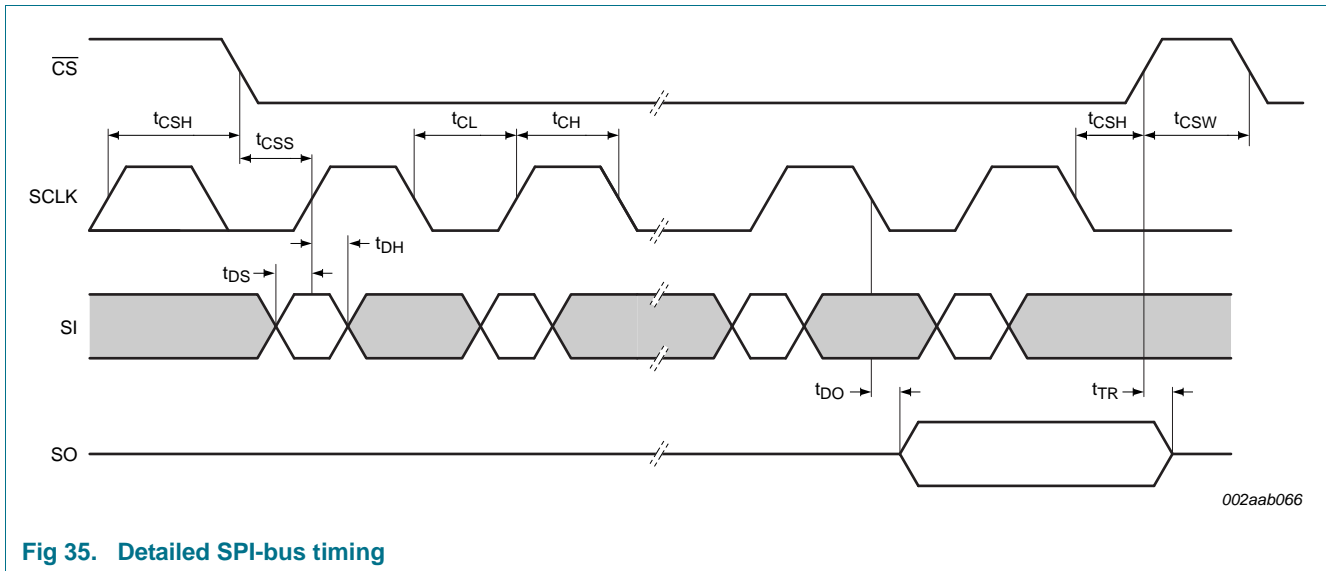 CS
tCSH
tCSS
tCL
tCH
tCSH
tCSW
SCLK
tDH
tDS
SI
tDO
tTR
SO
002aab066
Fig 35. Detailed SPI-bus timing